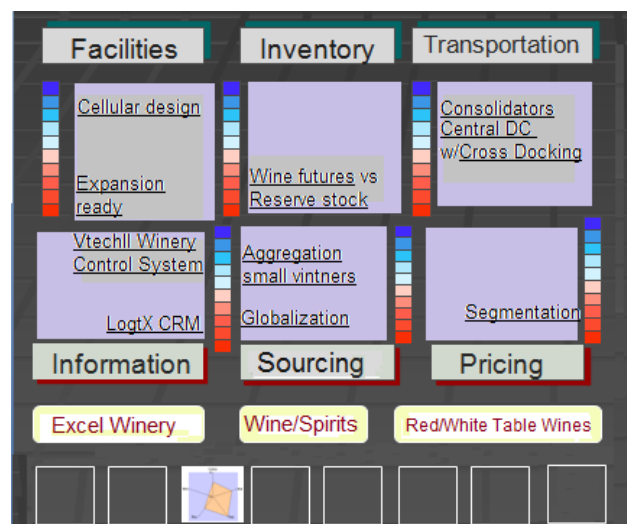 Facilities
Inventory
Transportation
Cellular design
Expansion
ready
Wine futures vs
Reserve stock
Consolidators
Central DC
w/Cross Docking
VtechII Winery
Control System
LogtX CRM
Aggregation
small vintners
Globalization
Segmentation
Information
Sourcing
Pricing
Excel Winery
Wine/Spirits
Red/White Table Wines